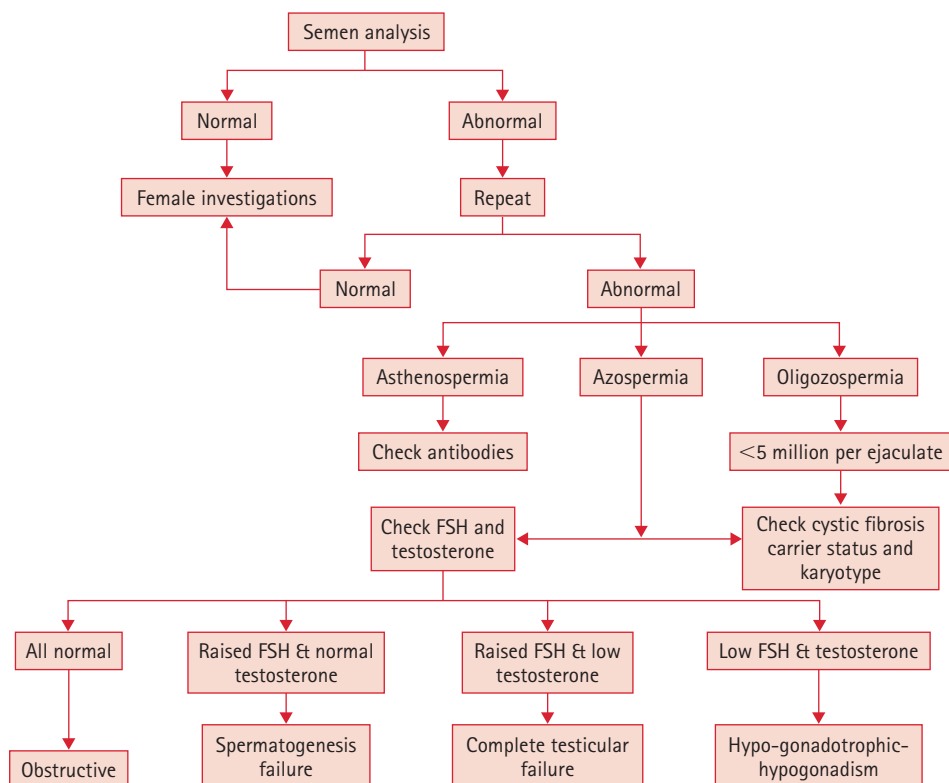 Semen analysis
Normal
Abnormal
Female investigations
Repeat
Normal
Abnormal
Asthenospermia
Azospermia
Oligozospermia
Check antibodies
<5 million per ejaculate
Check FSH and
testosterone
Check cystic fibrosis
carrier status and
karyotype
All normal
Raised FSH & normal
testosterone
Raised FSH & low
testosterone
Low FSH & testosterone
Obstructive
Spermatogenesis
failure
Complete testicular
failure
Hypo-gonadotrophic-
hypogonadism